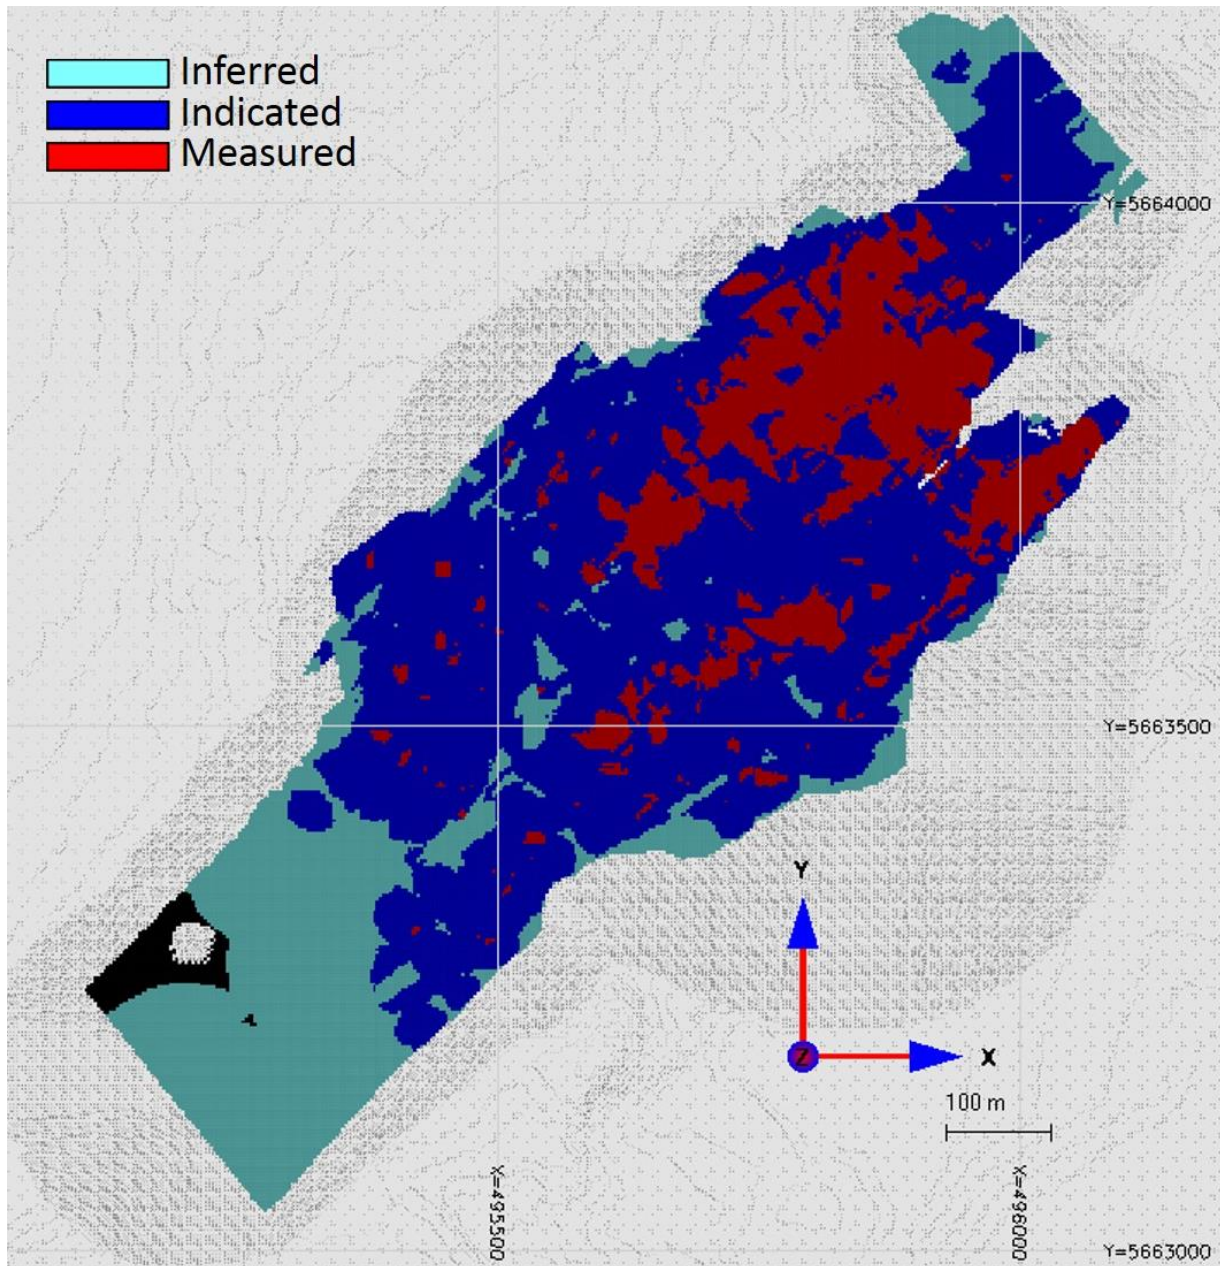 Inferred
Indicated
Measured
Y=5664000
Y=5663500
Y
Z
X
100 m
X=495500
X=496000
Y=5663000